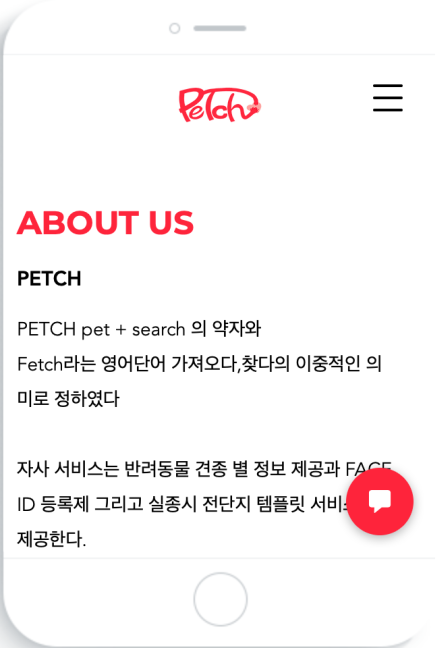 Petch
ABOUT US
PETCH
PETCH pet + search 의 약자와
Fetch라는 영어단어 가져오다,찾다의 이중적인 의
미로 정하였다
자사 서비스는 반려동물 견종 별 정보 제공과 FACE
ID 등록제 그리고 실종시 전단지 템플릿
제공한다.